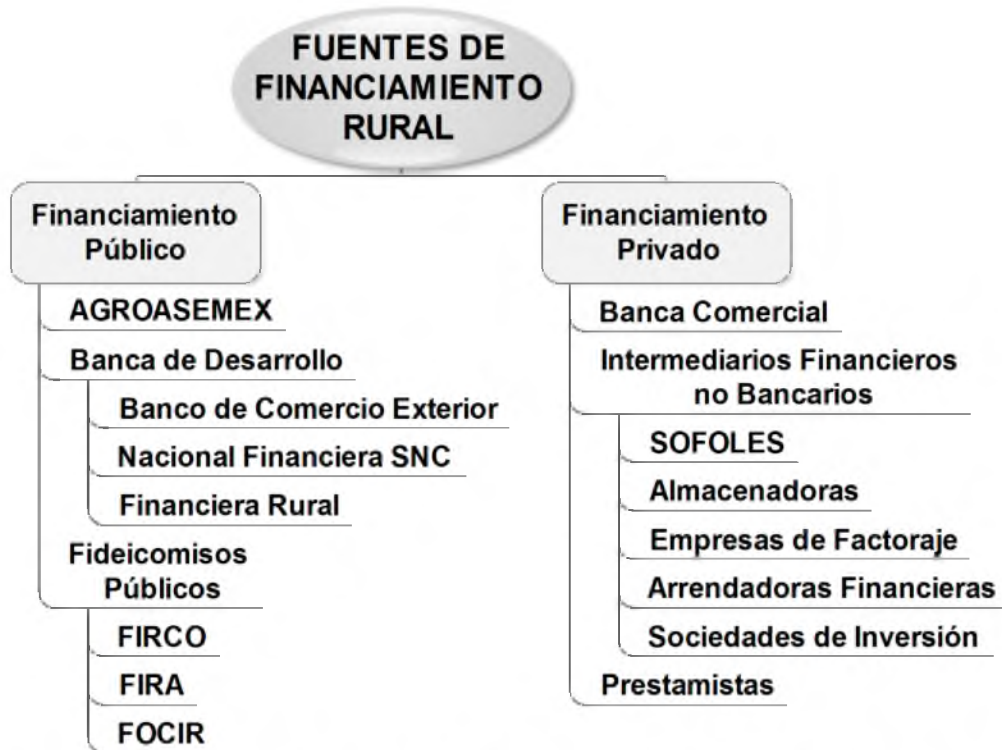 FUENTES DE
FINANCIAMIENTO
RURAL
Financiamiento
Público
AGROASEMEX
Banca de Desarrollo
Banco de Comercio Exterior
Nacional Financiera SNC
Financiera Rural
Fideicomisos
Públicos
FIRCO
FIRA
FOCIR
Financiamiento
Privado
Banca Comercial
Intermediarios Financieros
no Bancarios
SOFOLES
Almacenadoras
Empresas de Factoraje
Arrendadoras Financieras
Sociedades de Inversión
Prestamistas